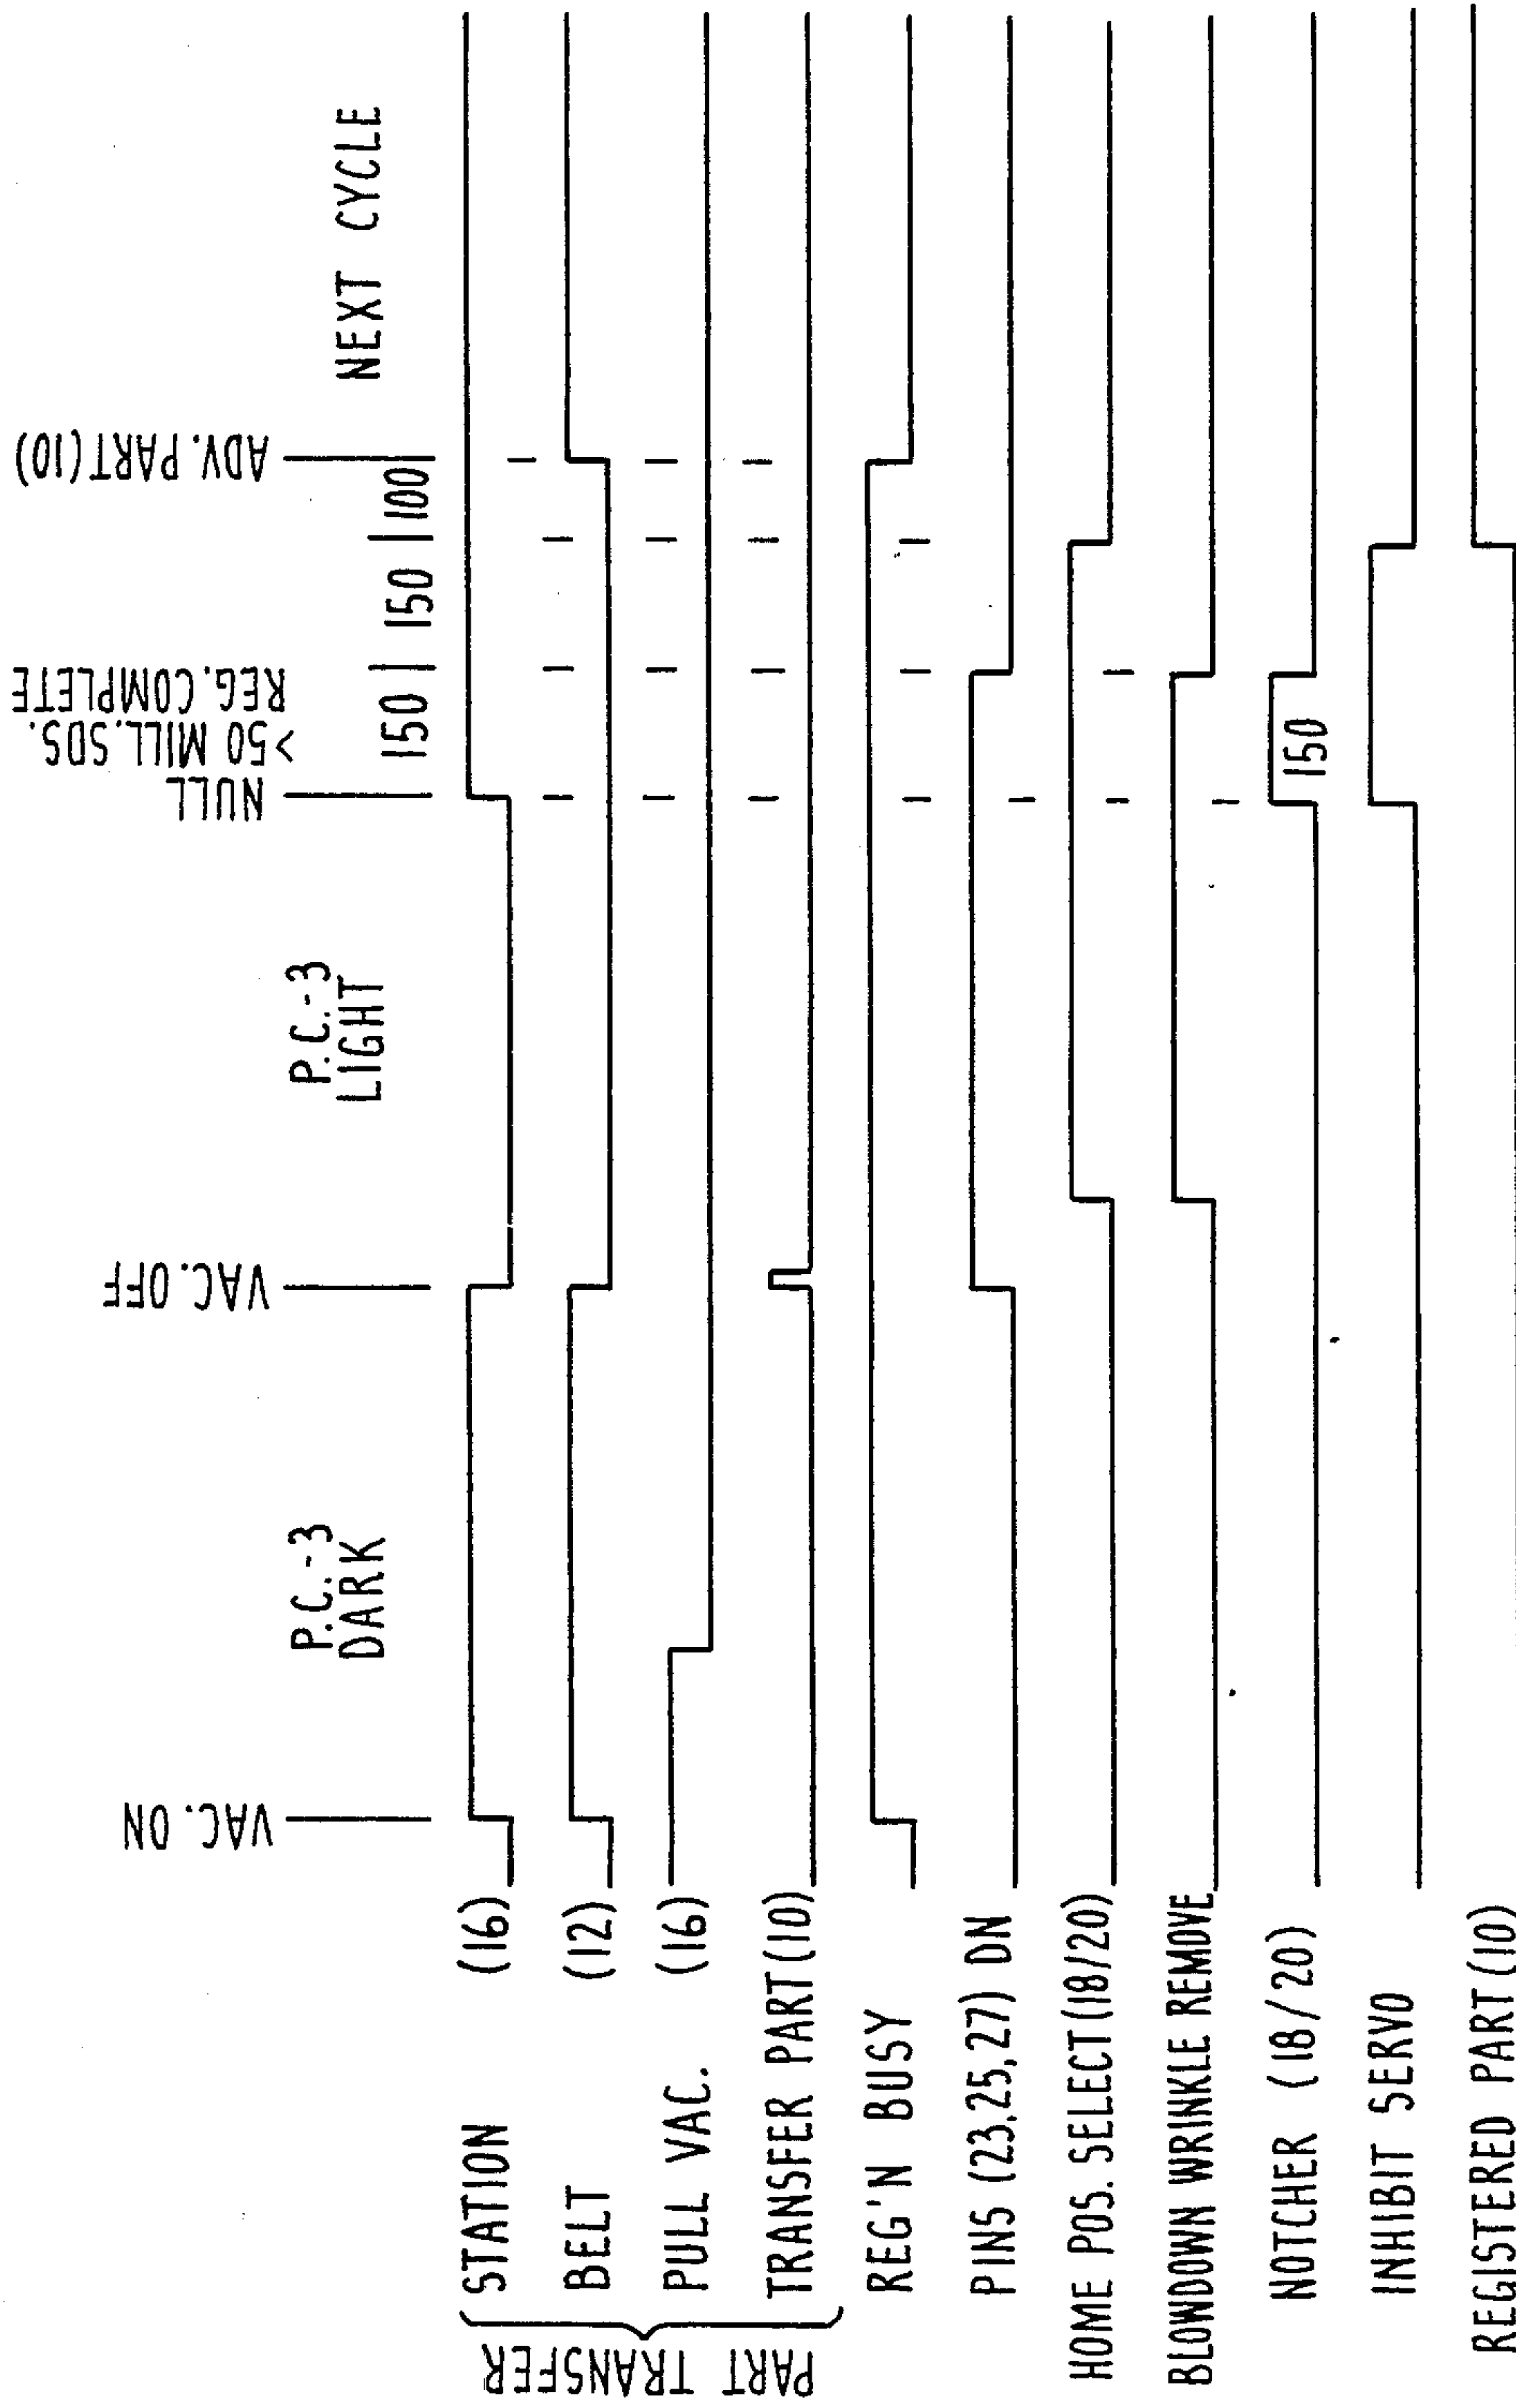 VAC. ON
P.C.-3
DARK
VAC. OFF
P.C.-3
LIGHT
NULL
>50 MILL.SDS.
REG.COMPLETE
150 | 150 | 100
ADV. PART (10)
NEXT CYCLE
PART TRANSFER
STATION (16)
BELT (12)
PULL VAC. (16)
TRANSFER PART(10)
REG'N BUSY
PINS (23,25,27) DN
HOME POS. SELECT(18/20)
BLOWDOWN WRINKLE REMOVE
NOTCHER (18/20)
150
INHIBIT SERVO
REGISTERED PART(10)